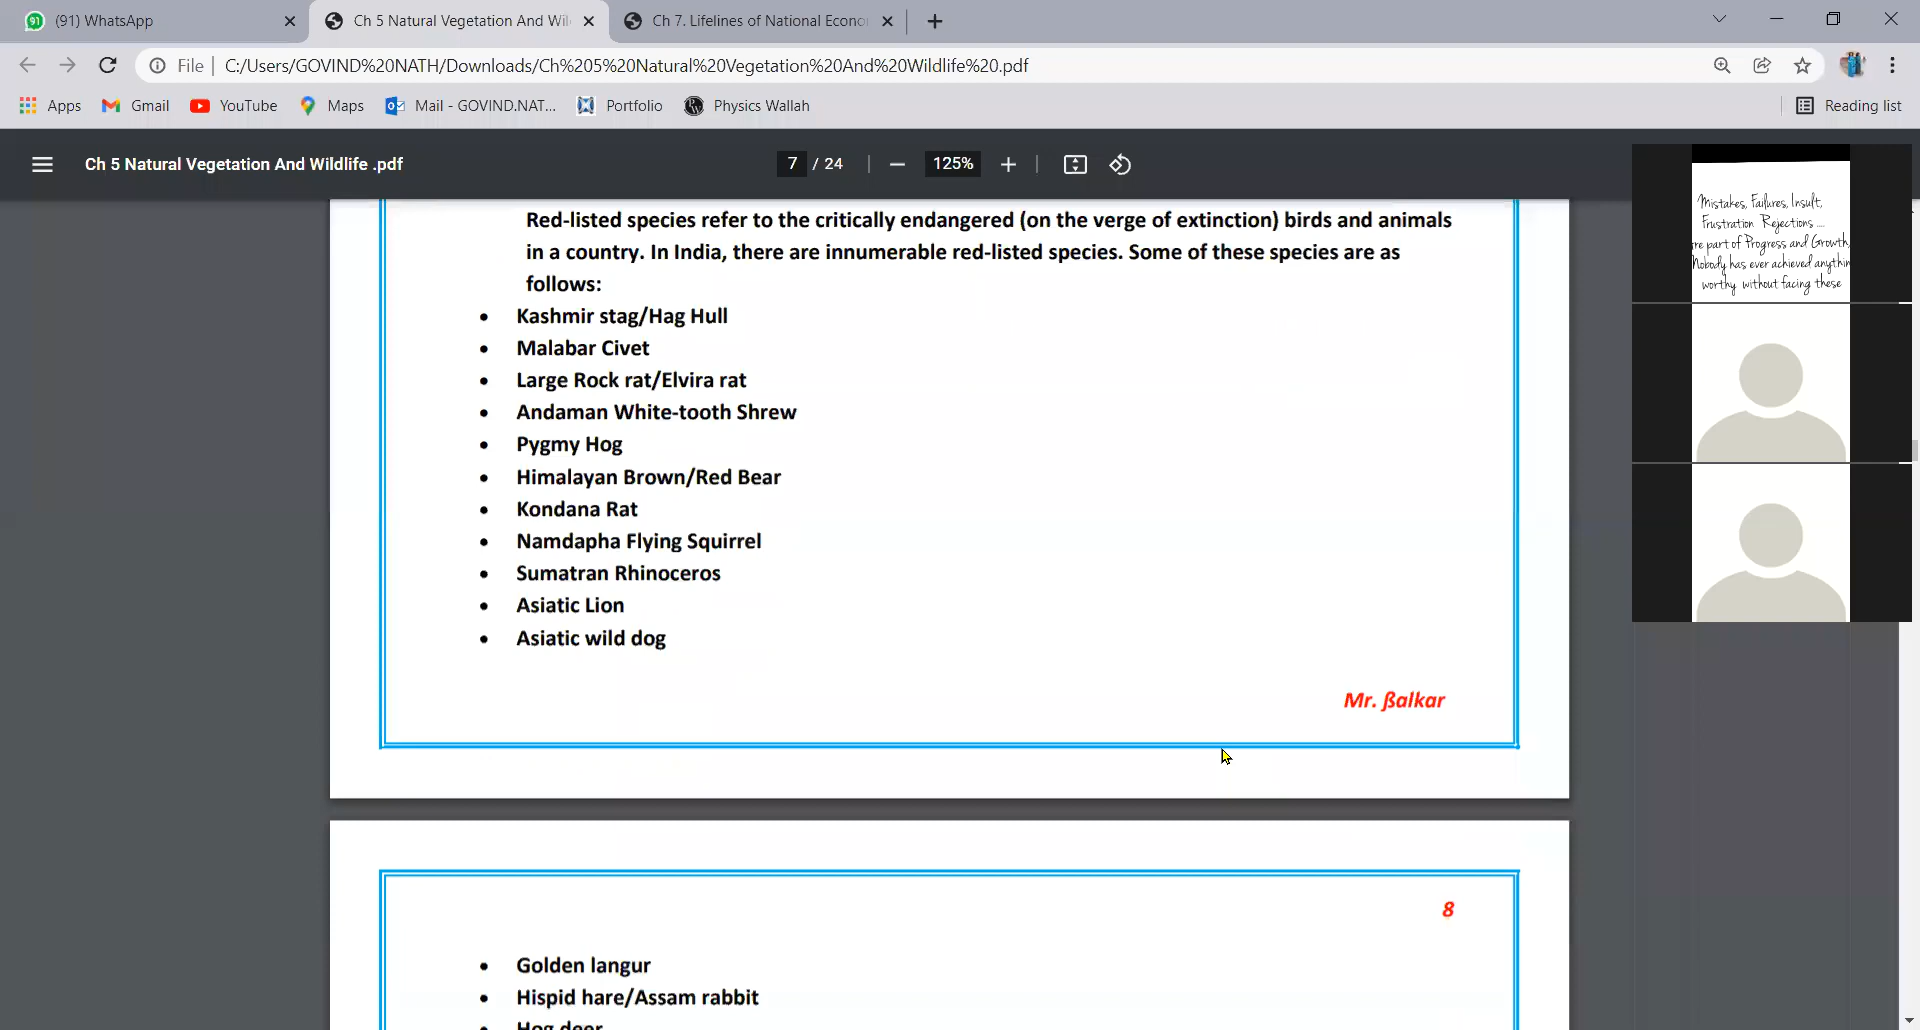 (91) WhatsApp
Ch 5 Natural Vegetation And Wil
Ch 7. Lifelines of National Econo
File
C:/Users/GOVIND%20NATH/Downloads/Ch%205%20Natural%20Vegetation%20And%20Wildlife%20.pdf
Apps
Gmail
YouTube
Maps
Mail - GOVIND.NAT...
Portfolio
Physics Wallah
Reading list
Ch 5 Natural Vegetation And Wildlife .pdf
7 / 24
125%
Mistakes, Failures, Insult,
Frustration Rejections ....
re part of Progress and Growth,
Nobody has ever achieved anythin
worthy without facing these
Red-listed species refer to the critically endangered (on the verge of extinction) birds and animals
in a country. In India, there are innumerable red-listed species. Some of these species are as
follows:
• Kashmir stag/Hag Hull
• Malabar Civet
• Large Rock rat/Elvira rat
• Andaman White-tooth Shrew
• Pygmy Hog
• Himalayan Brown/Red Bear
• Kondana Rat
• Namdapha Flying Squirrel
• Sumatran Rhinoceros
• Asiatic Lion
• Asiatic wild dog
Mr. ßalkar
8
• Golden langur
• Hispid hare/Assam rabbit
• Hog deer